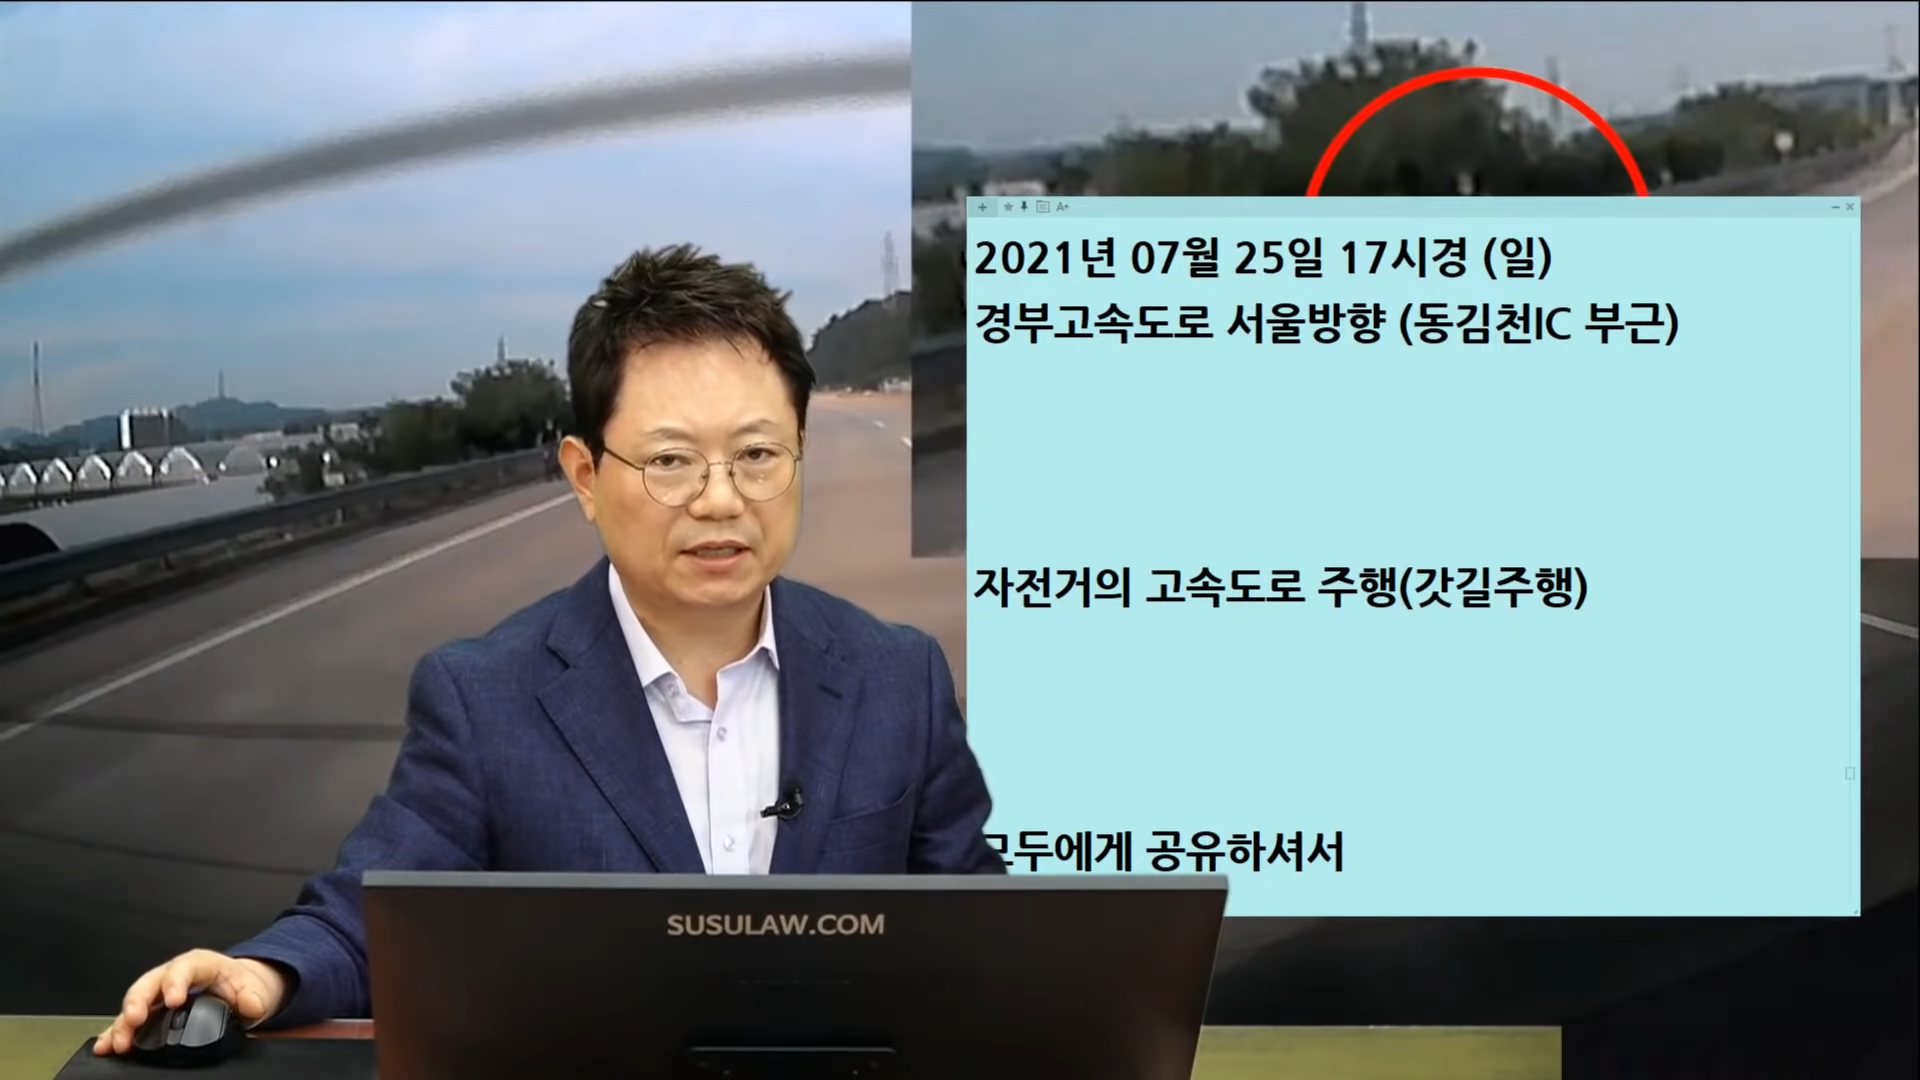 2021년 07월 25일 17시경 (일)
경부고속도로 서울방향 (동김천IC 부근)
자전거의 고속도로 주행(갓길주행)
모두에게 공유하셔서
SUSULAW.COM